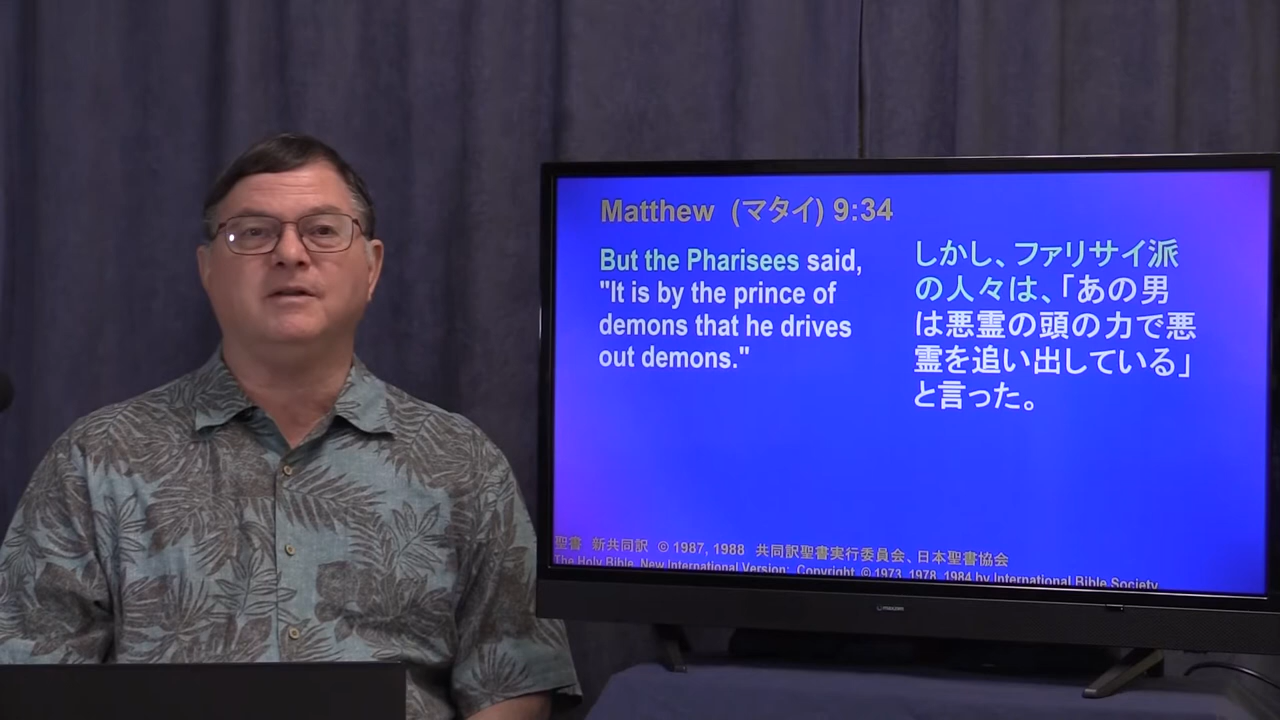 Matthew (マタイ) 9:34
But the Pharisees said,
"It is by the prince of
demons that he drives
out demons."
しかし、ファリサイ派
の人々は、「あの男
は悪霊の頭の力で悪
霊を追い出している」
と言った。
聖書 新共同訳 © 1987, 1988 共同訳聖書実行委員会、日本聖書協会
The Holy Bible, New International Version; Copyright, © 1973, 1978, 1984 by International Bible Society